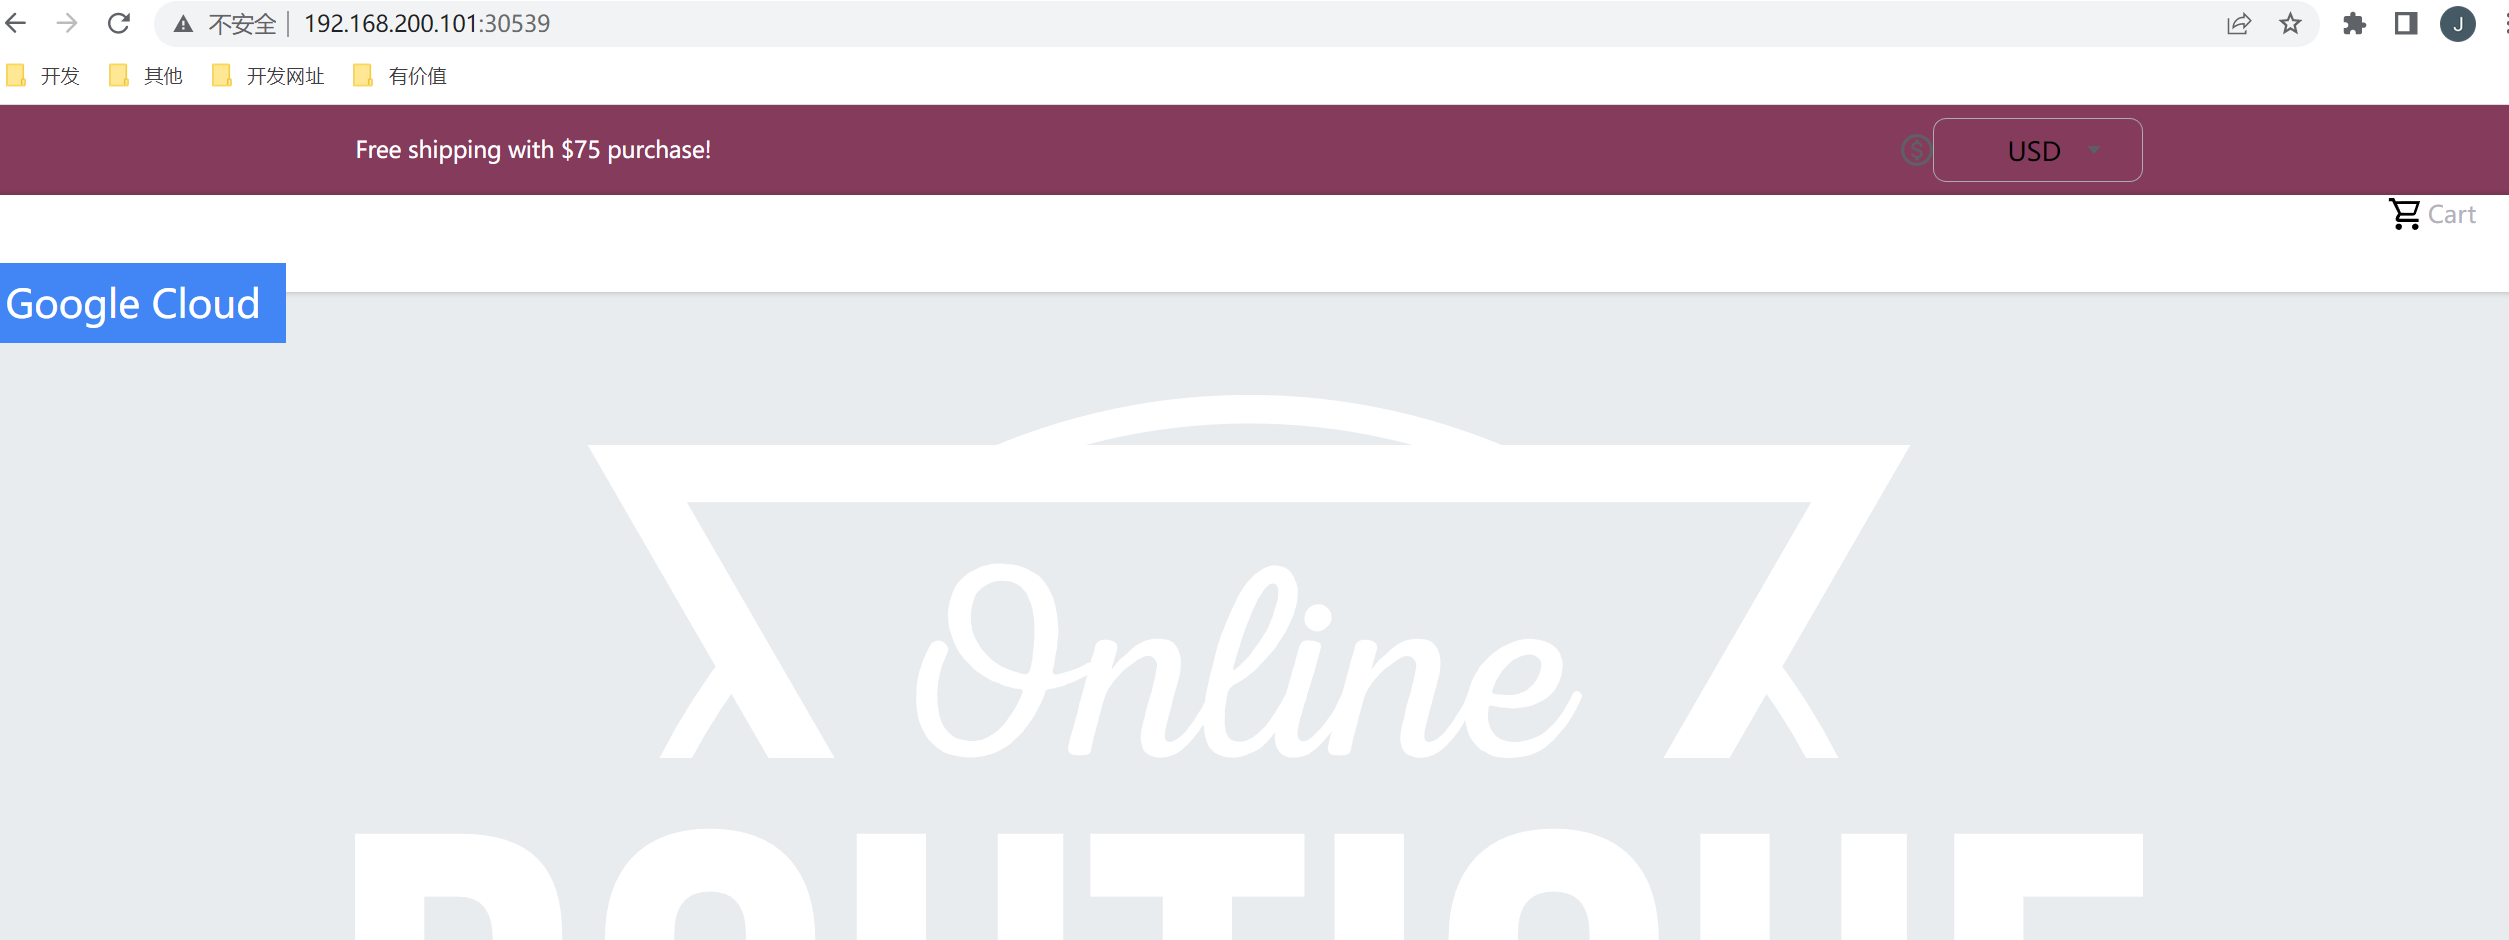 不安全 192.168.200.101:30539
J
开发 其他 开发网址 有价值
Free shipping with $75 purchase!
USD
Cart
Google Cloud
Online
BOUTIQUE